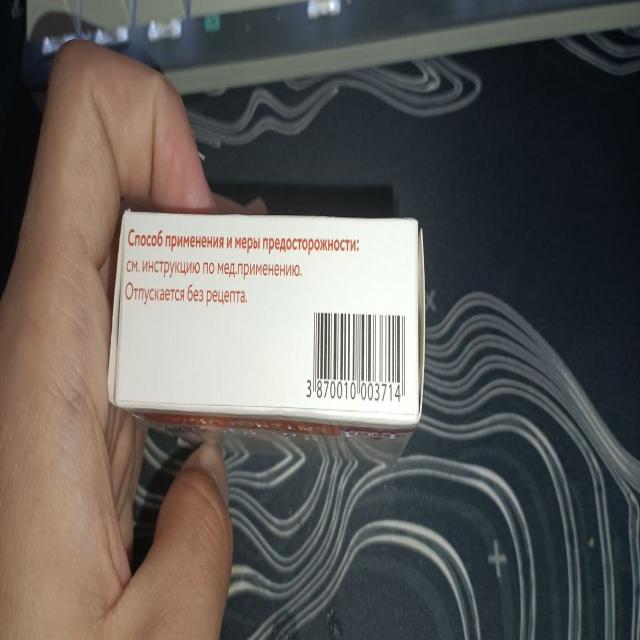 Способ применения и меры предосторожности:
см. инструкцию по мед.применению.
Отпускается без рецепта.
3 870010 003714